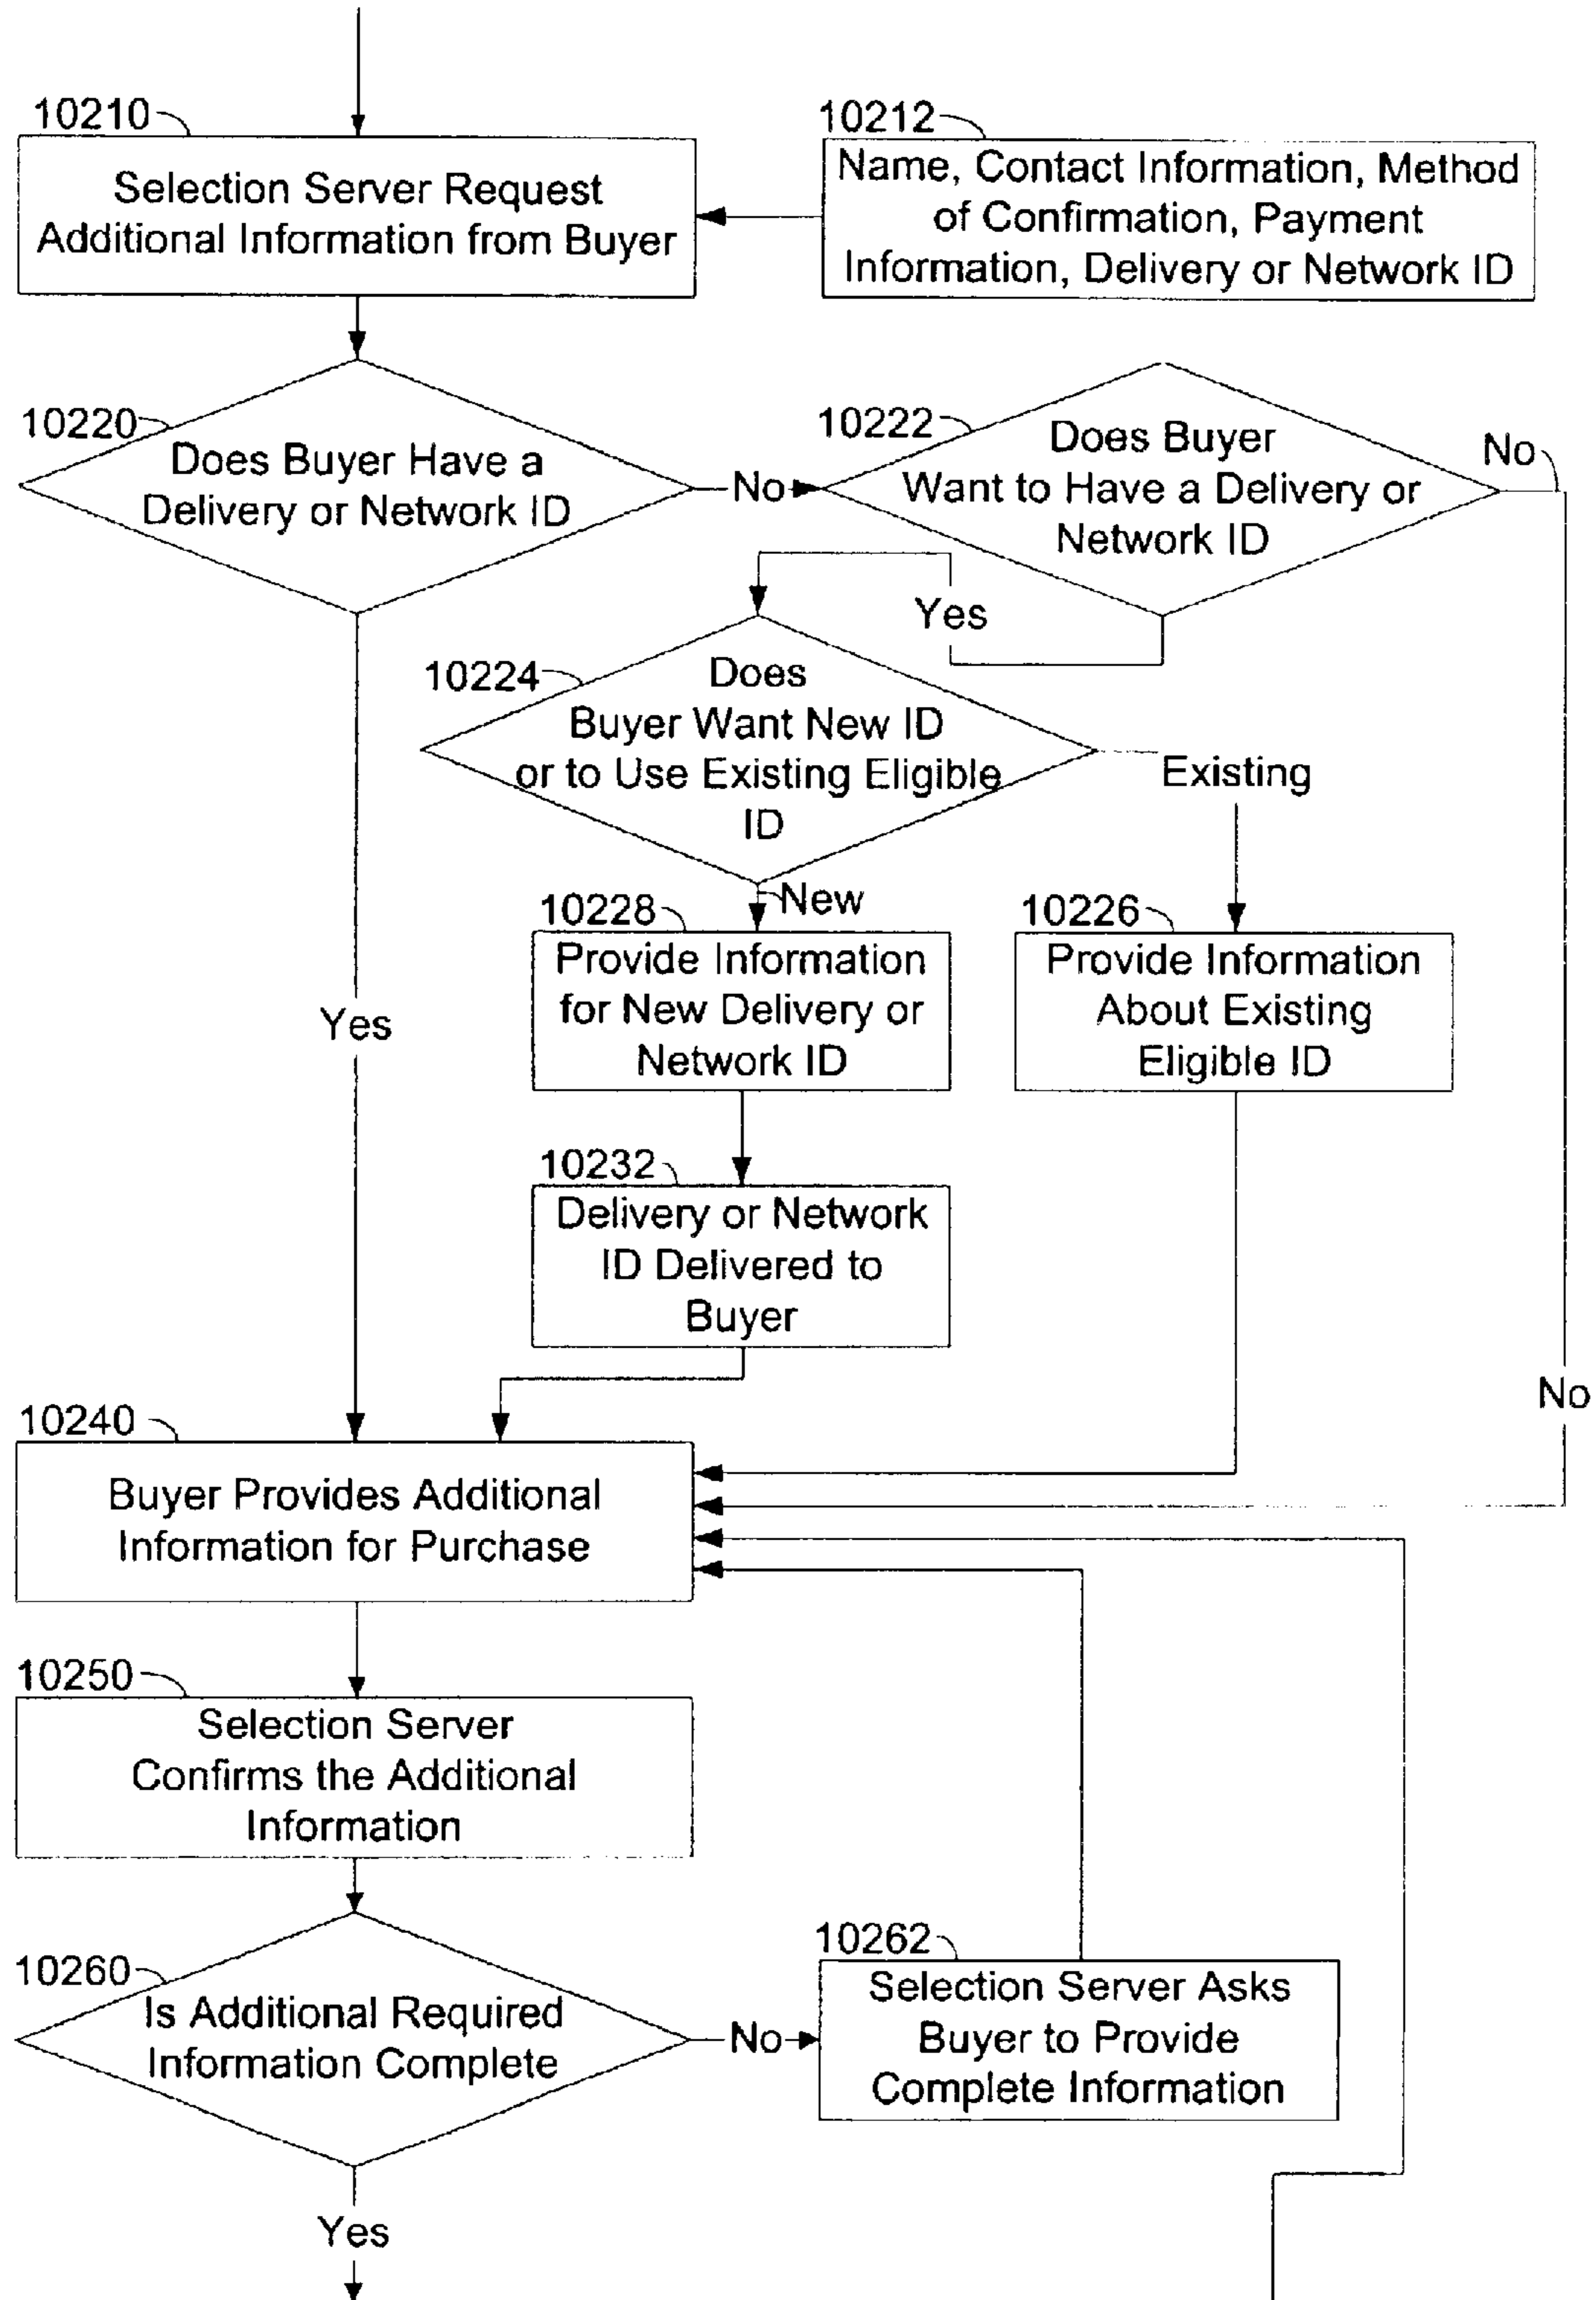 10210
Selection Server Request
Additional Information from Buyer
10212
Name, Contact Information, Method
of Confirmation, Payment
Information, Delivery or Network ID
10220
Does Buyer Have a
Delivery or Network ID
No
10222
Does Buyer
Want to Have a Delivery or
Network ID
No
Yes
10224
Does
Buyer Want New ID
or to Use Existing Eligible
ID
Existing
New
10228
Provide Information
for New Delivery or
Network ID
10226
Provide Information
About Existing
Eligible ID
Yes
10232
Delivery or Network
ID Delivered to
Buyer
No
10240
Buyer Provides Additional
Information for Purchase
10250
Selection Server
Confirms the Additional
Information
10260
Is Additional Required
Information Complete
No
10262
Selection Server Asks
Buyer to Provide
Complete Information
Yes